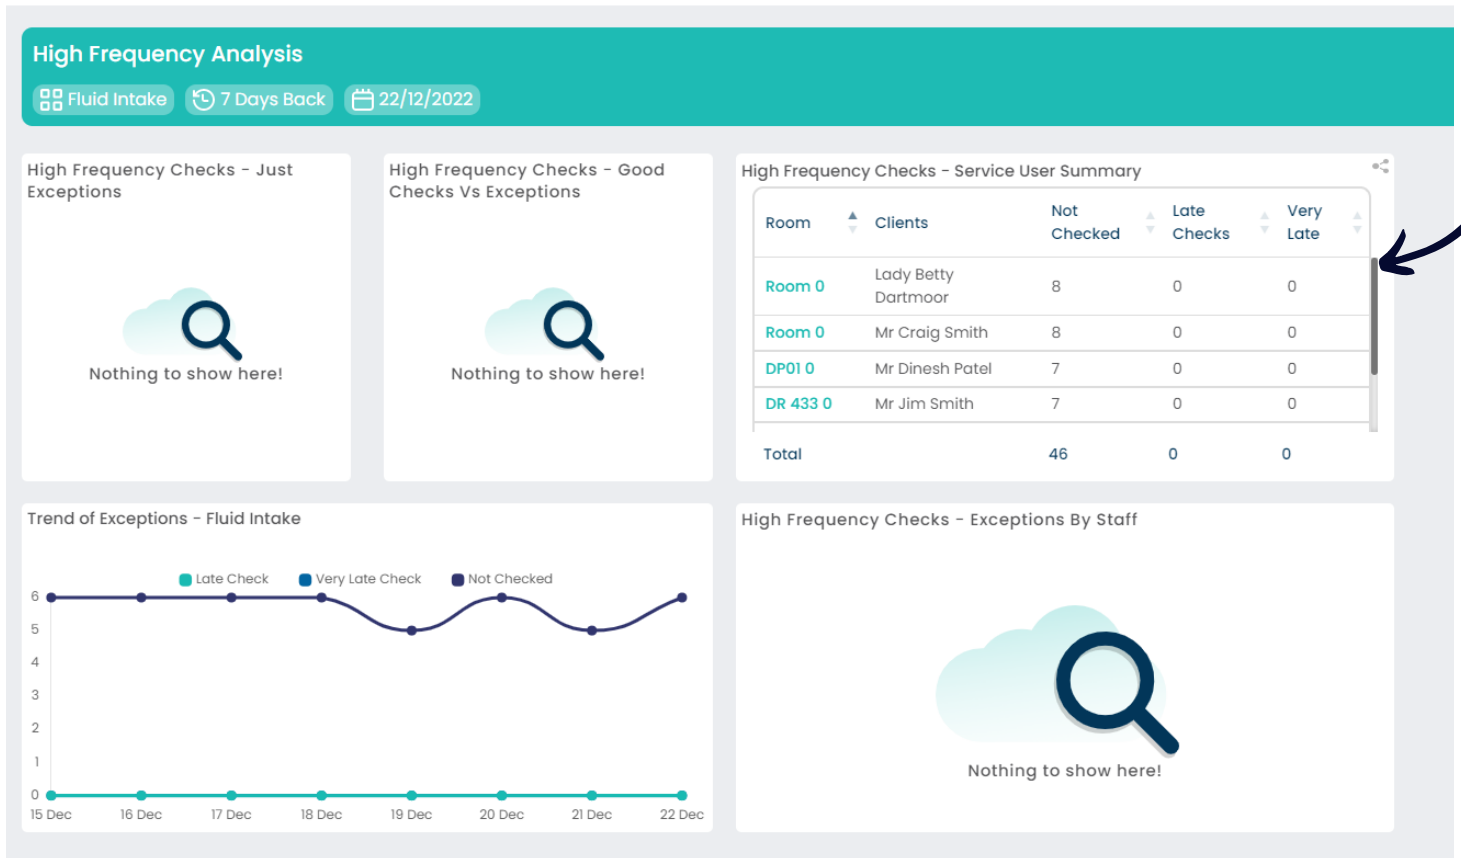 High Frequency Analysis
Fluid Intake 7 Days Back 22/12/2022
High Frequency Checks - Just
Exceptions
Nothing to show here!
High Frequency Checks - Good
Checks Vs Exceptions
Nothing to show here!
High Frequency Checks - Service User Summary
Room Clients Not Checked Late Checks Very Late
Room 0 Lady Betty Dartmoor 8 0 0
Room 0 Mr Craig Smith 8 0 0
DP01 0 Mr Dinesh Patel 7 0 0
DR 433 0 Mr Jim Smith 7 0 0
Total 46 0 0
Trend of Exceptions - Fluid Intake
Late Check Very Late Check Not Checked
6
5
4
3
2
1
0
15 Dec 16 Dec 17 Dec 18 Dec 19 Dec 20 Dec 21 Dec 22 Dec
High Frequency Checks - Exceptions By Staff
Nothing to show here!